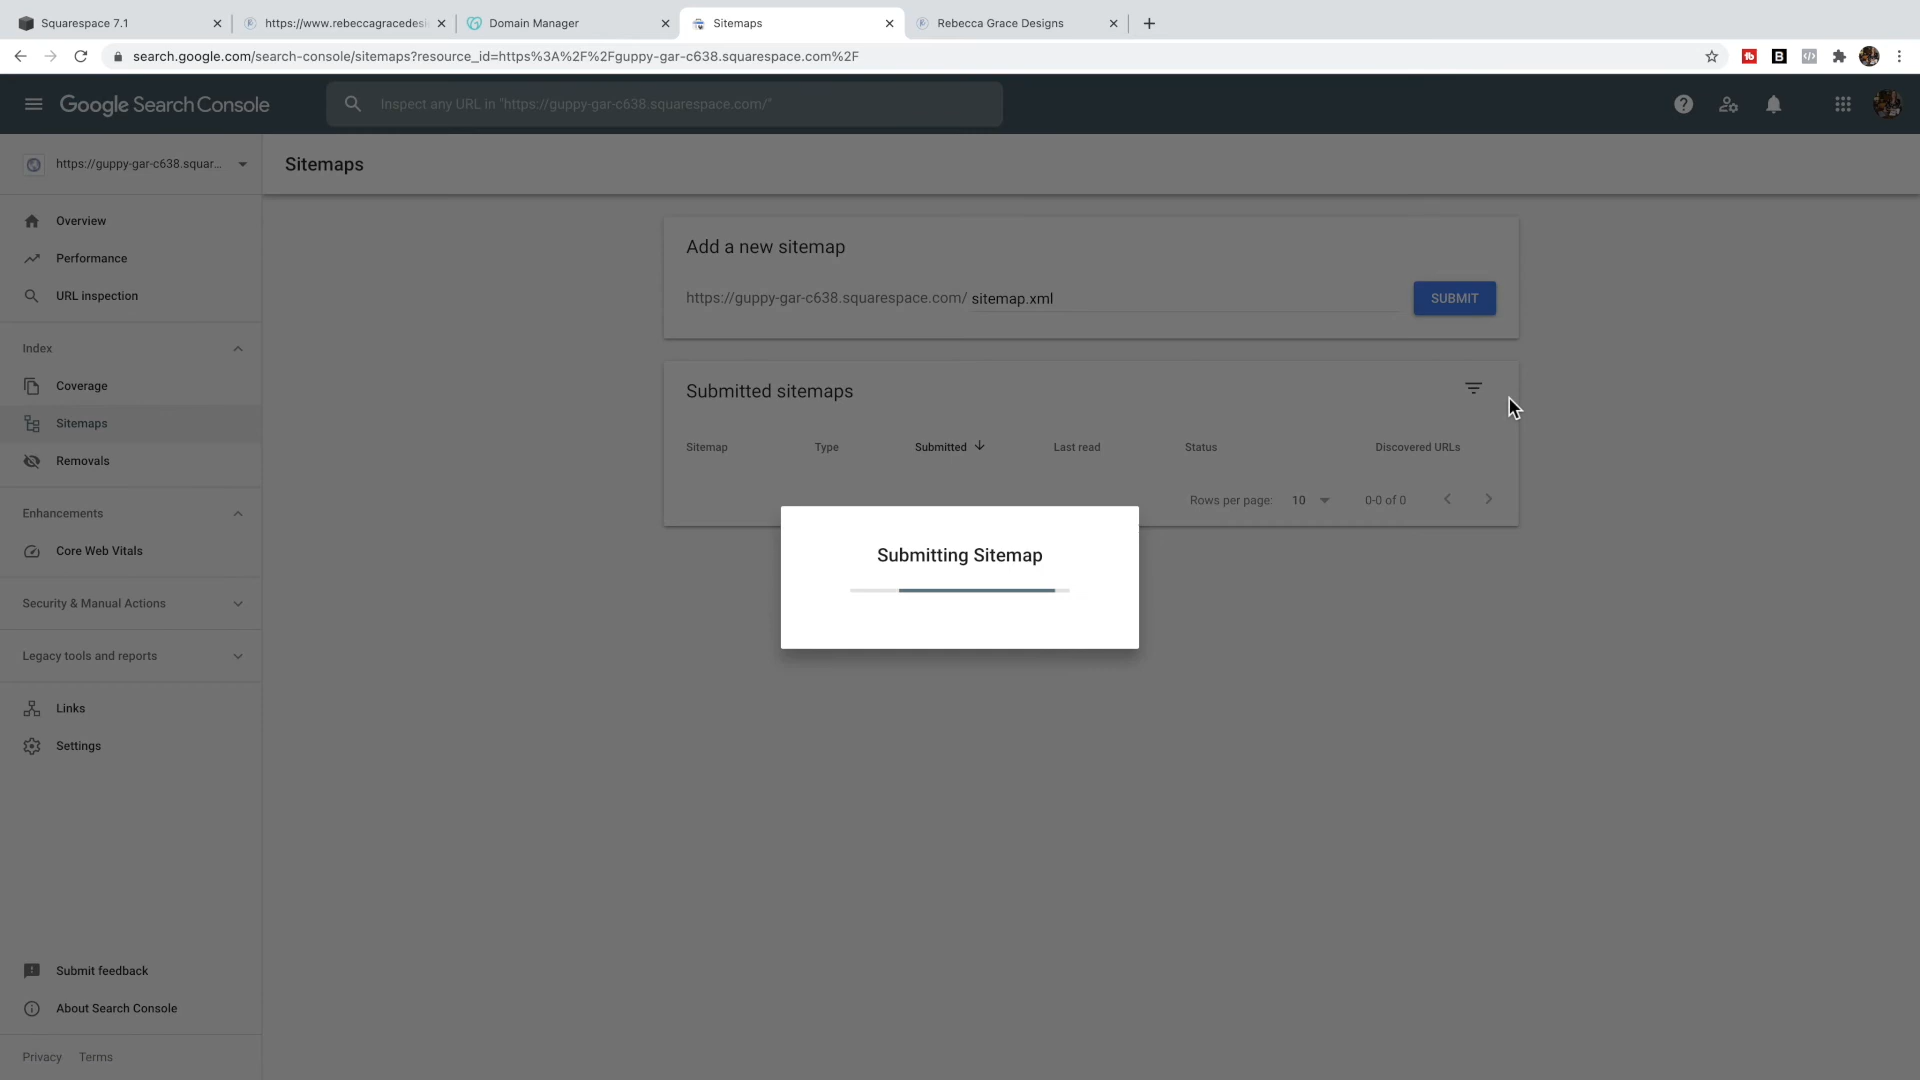 Squarespace 7.1
https://www.rebeccagracedesi
Domain Manager
Sitemaps
Rebecca Grace Designs
search.google.com/search-console/sitemaps?resource_id=https%3A%2F%2Fguppy-gar-c638.squarespace.com%2F
Google Search Console
Inspect any URL in "https://guppy-gar-c638.squarespace.com/"
https://guppy-gar-c638.squar...
Sitemaps
Overview
Performance
URL inspection
Index
Coverage
Sitemaps
Removals
Enhancements
Core Web Vitals
Security & Manual Actions
Legacy tools and reports
Links
Settings
Submit feedback
About Search Console
Privacy Terms
Add a new sitemap
https://guppy-gar-c638.squarespace.com/ sitemap.xml
SUBMIT
Submitted sitemaps
Sitemap Type Submitted Last read Status Discovered URLs
Rows per page: 10 0-0 of 0
Submitting Sitemap